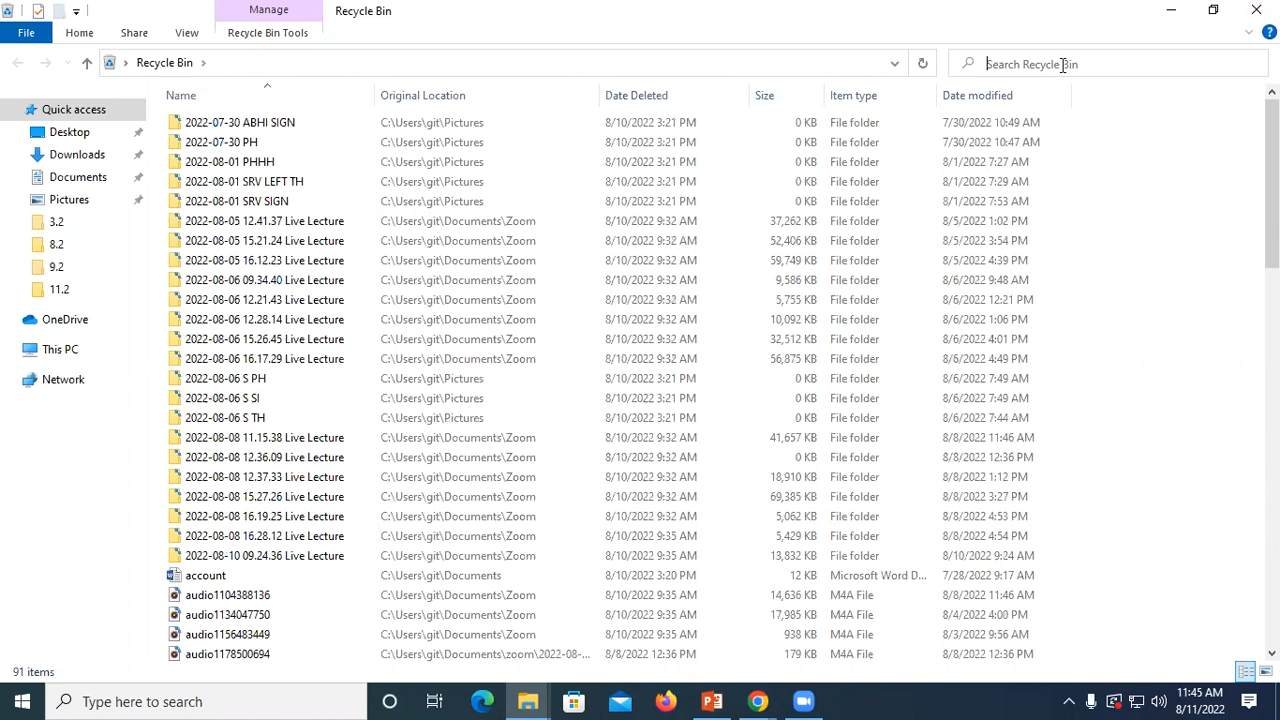 Manage
Recycle Bin
File Home Share View Recycle Bin Tools
Recycle Bin
Search Recycle Bin
Name Original Location Date Deleted Size Item type Date modified
Quick access
Desktop
Downloads
Documents
Pictures
3.2
8.2
9.2
11.2
OneDrive
This PC
Network
2022-07-30 ABHI SIGN C:\Users\git\Pictures 8/10/2022 3:21 PM 0 KB File folder 7/30/2022 10:49 AM
2022-07-30 PH C:\Users\git\Pictures 8/10/2022 3:21 PM 0 KB File folder 7/30/2022 10:47 AM
2022-08-01 PHHH C:\Users\git\Pictures 8/10/2022 3:21 PM 0 KB File folder 8/1/2022 7:27 AM
2022-08-01 SRV LEFT TH C:\Users\git\Pictures 8/10/2022 3:21 PM 0 KB File folder 8/1/2022 7:29 AM
2022-08-01 SRV SIGN C:\Users\git\Pictures 8/10/2022 3:21 PM 0 KB File folder 8/1/2022 7:53 AM
2022-08-05 12.41.37 Live Lecture C:\Users\git\Documents\Zoom 8/10/2022 9:32 AM 37,262 KB File folder 8/5/2022 1:02 PM
2022-08-05 15.21.24 Live Lecture C:\Users\git\Documents\Zoom 8/10/2022 9:32 AM 52,406 KB File folder 8/5/2022 3:54 PM
2022-08-05 16.12.23 Live Lecture C:\Users\git\Documents\Zoom 8/10/2022 9:32 AM 59,749 KB File folder 8/5/2022 4:39 PM
2022-08-06 09.34.40 Live Lecture C:\Users\git\Documents\Zoom 8/10/2022 9:32 AM 9,586 KB File folder 8/6/2022 9:48 AM
2022-08-06 12.21.43 Live Lecture C:\Users\git\Documents\Zoom 8/10/2022 9:32 AM 5,755 KB File folder 8/6/2022 12:21 PM
2022-08-06 12.28.14 Live Lecture C:\Users\git\Documents\Zoom 8/10/2022 9:32 AM 10,092 KB File folder 8/6/2022 1:06 PM
2022-08-06 15.26.45 Live Lecture C:\Users\git\Documents\Zoom 8/10/2022 9:32 AM 32,512 KB File folder 8/6/2022 3:49 PM
2022-08-06 16.17.29 Live Lecture C:\Users\git\Documents\Zoom 8/10/2022 9:32 AM 56,875 KB File folder 8/6/2022 4:49 PM
2022-08-06 S PH C:\Users\git\Pictures 8/10/2022 3:21 PM 0 KB File folder 8/6/2022 7:49 AM
2022-08-06 S SI C:\Users\git\Pictures 8/10/2022 3:21 PM 0 KB File folder 8/6/2022 7:49 AM
2022-08-06 S TH C:\Users\git\Pictures 8/10/2022 3:21 PM 0 KB File folder 8/6/2022 7:44 AM
2022-08-08 11.15.38 Live Lecture C:\Users\git\Documents\Zoom 8/10/2022 9:32 AM 41,657 KB File folder 8/8/2022 11:46 AM
2022-08-08 12.36.09 Live Lecture C:\Users\git\Documents\Zoom 8/10/2022 9:32 AM 0 KB File folder 8/8/2022 12:36 PM
2022-08-08 12.37.33 Live Lecture C:\Users\git\Documents\Zoom 8/10/2022 9:32 AM 18,910 KB File folder 8/8/2022 1:12 PM
2022-08-08 15.27.26 Live Lecture C:\Users\git\Documents\Zoom 8/10/2022 9:32 AM 69,385 KB File folder 8/8/2022 3:27 PM
2022-08-08 16.19.25 Live Lecture C:\Users\git\Documents\Zoom 8/10/2022 9:32 AM 5,062 KB File folder 8/8/2022 4:53 PM
2022-08-08 16.28.12 Live Lecture C:\Users\git\Documents\Zoom 8/10/2022 9:35 AM 5,429 KB File folder 8/8/2022 4:54 PM
2022-08-10 09.24.36 Live Lecture C:\Users\git\Documents\Zoom 8/10/2022 9:35 AM 13,832 KB File folder 8/10/2022 9:24 AM
account C:\Users\git\Documents 8/10/2022 3:20 PM 12 KB Microsoft Word D... 7/28/2022 9:17 AM
audio1104388136 C:\Users\git\Documents\Zoom 8/10/2022 9:35 AM 14,636 KB M4A File 8/8/2022 11:46 AM
audio1134047750 C:\Users\git\Documents\Zoom 8/10/2022 9:35 AM 17,985 KB M4A File 8/4/2022 4:00 PM
audio1156483449 C:\Users\git\Documents\Zoom 8/10/2022 9:35 AM 938 KB M4A File 8/3/2022 9:56 AM
audio1178500694 C:\Users\git\Documents\zoom\2022-08-... 8/8/2022 12:36 PM 179 KB M4A File 8/8/2022 12:36 PM
91 items
Type here to search
11:45 AM
8/11/2022